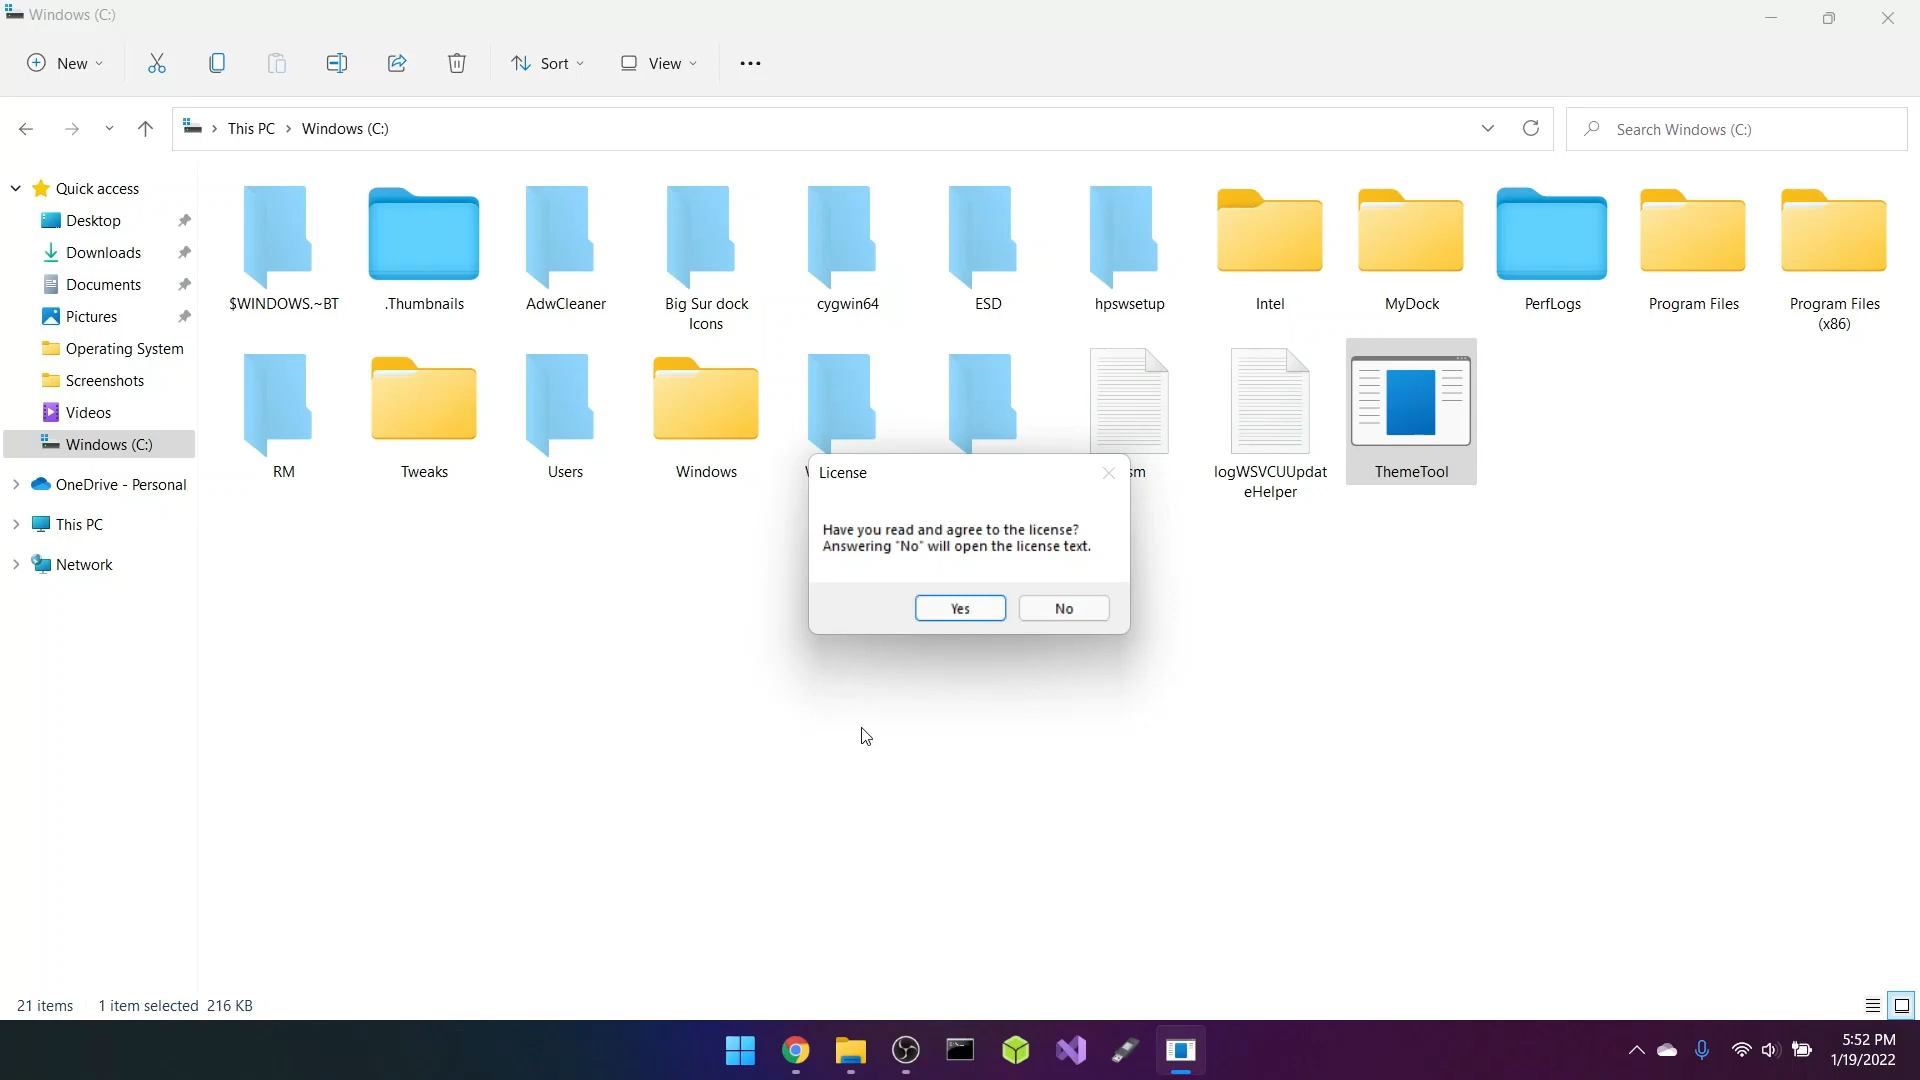 Windows (C:)
New
Sort
View
This PC
Windows (C:)
Search Windows (C:)
Quick access
Desktop
Downloads
Documents
Pictures
Operating System
Screenshots
Videos
Windows (C:)
OneDrive - Personal
This PC
Network
$WINDOWS.~BT
.Thumbnails
AdwCleaner
Big Sur dock
Icons
cygwin64
ESD
hpswsetup
Intel
MyDock
PerfLogs
Program Files
Program Files
(x86)
RM
Tweaks
Users
Windows
sm
logWSVCUUpdat
eHelper
ThemeTool
License
Have you read and agree to the license?
Answering "No" will open the license text.
Yes
No
21 items
1 item selected 216 KB
5:52 PM
1/19/2022